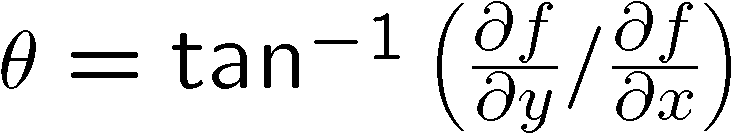 θ = tan⁻¹ (∂f/∂y / ∂f/∂x)